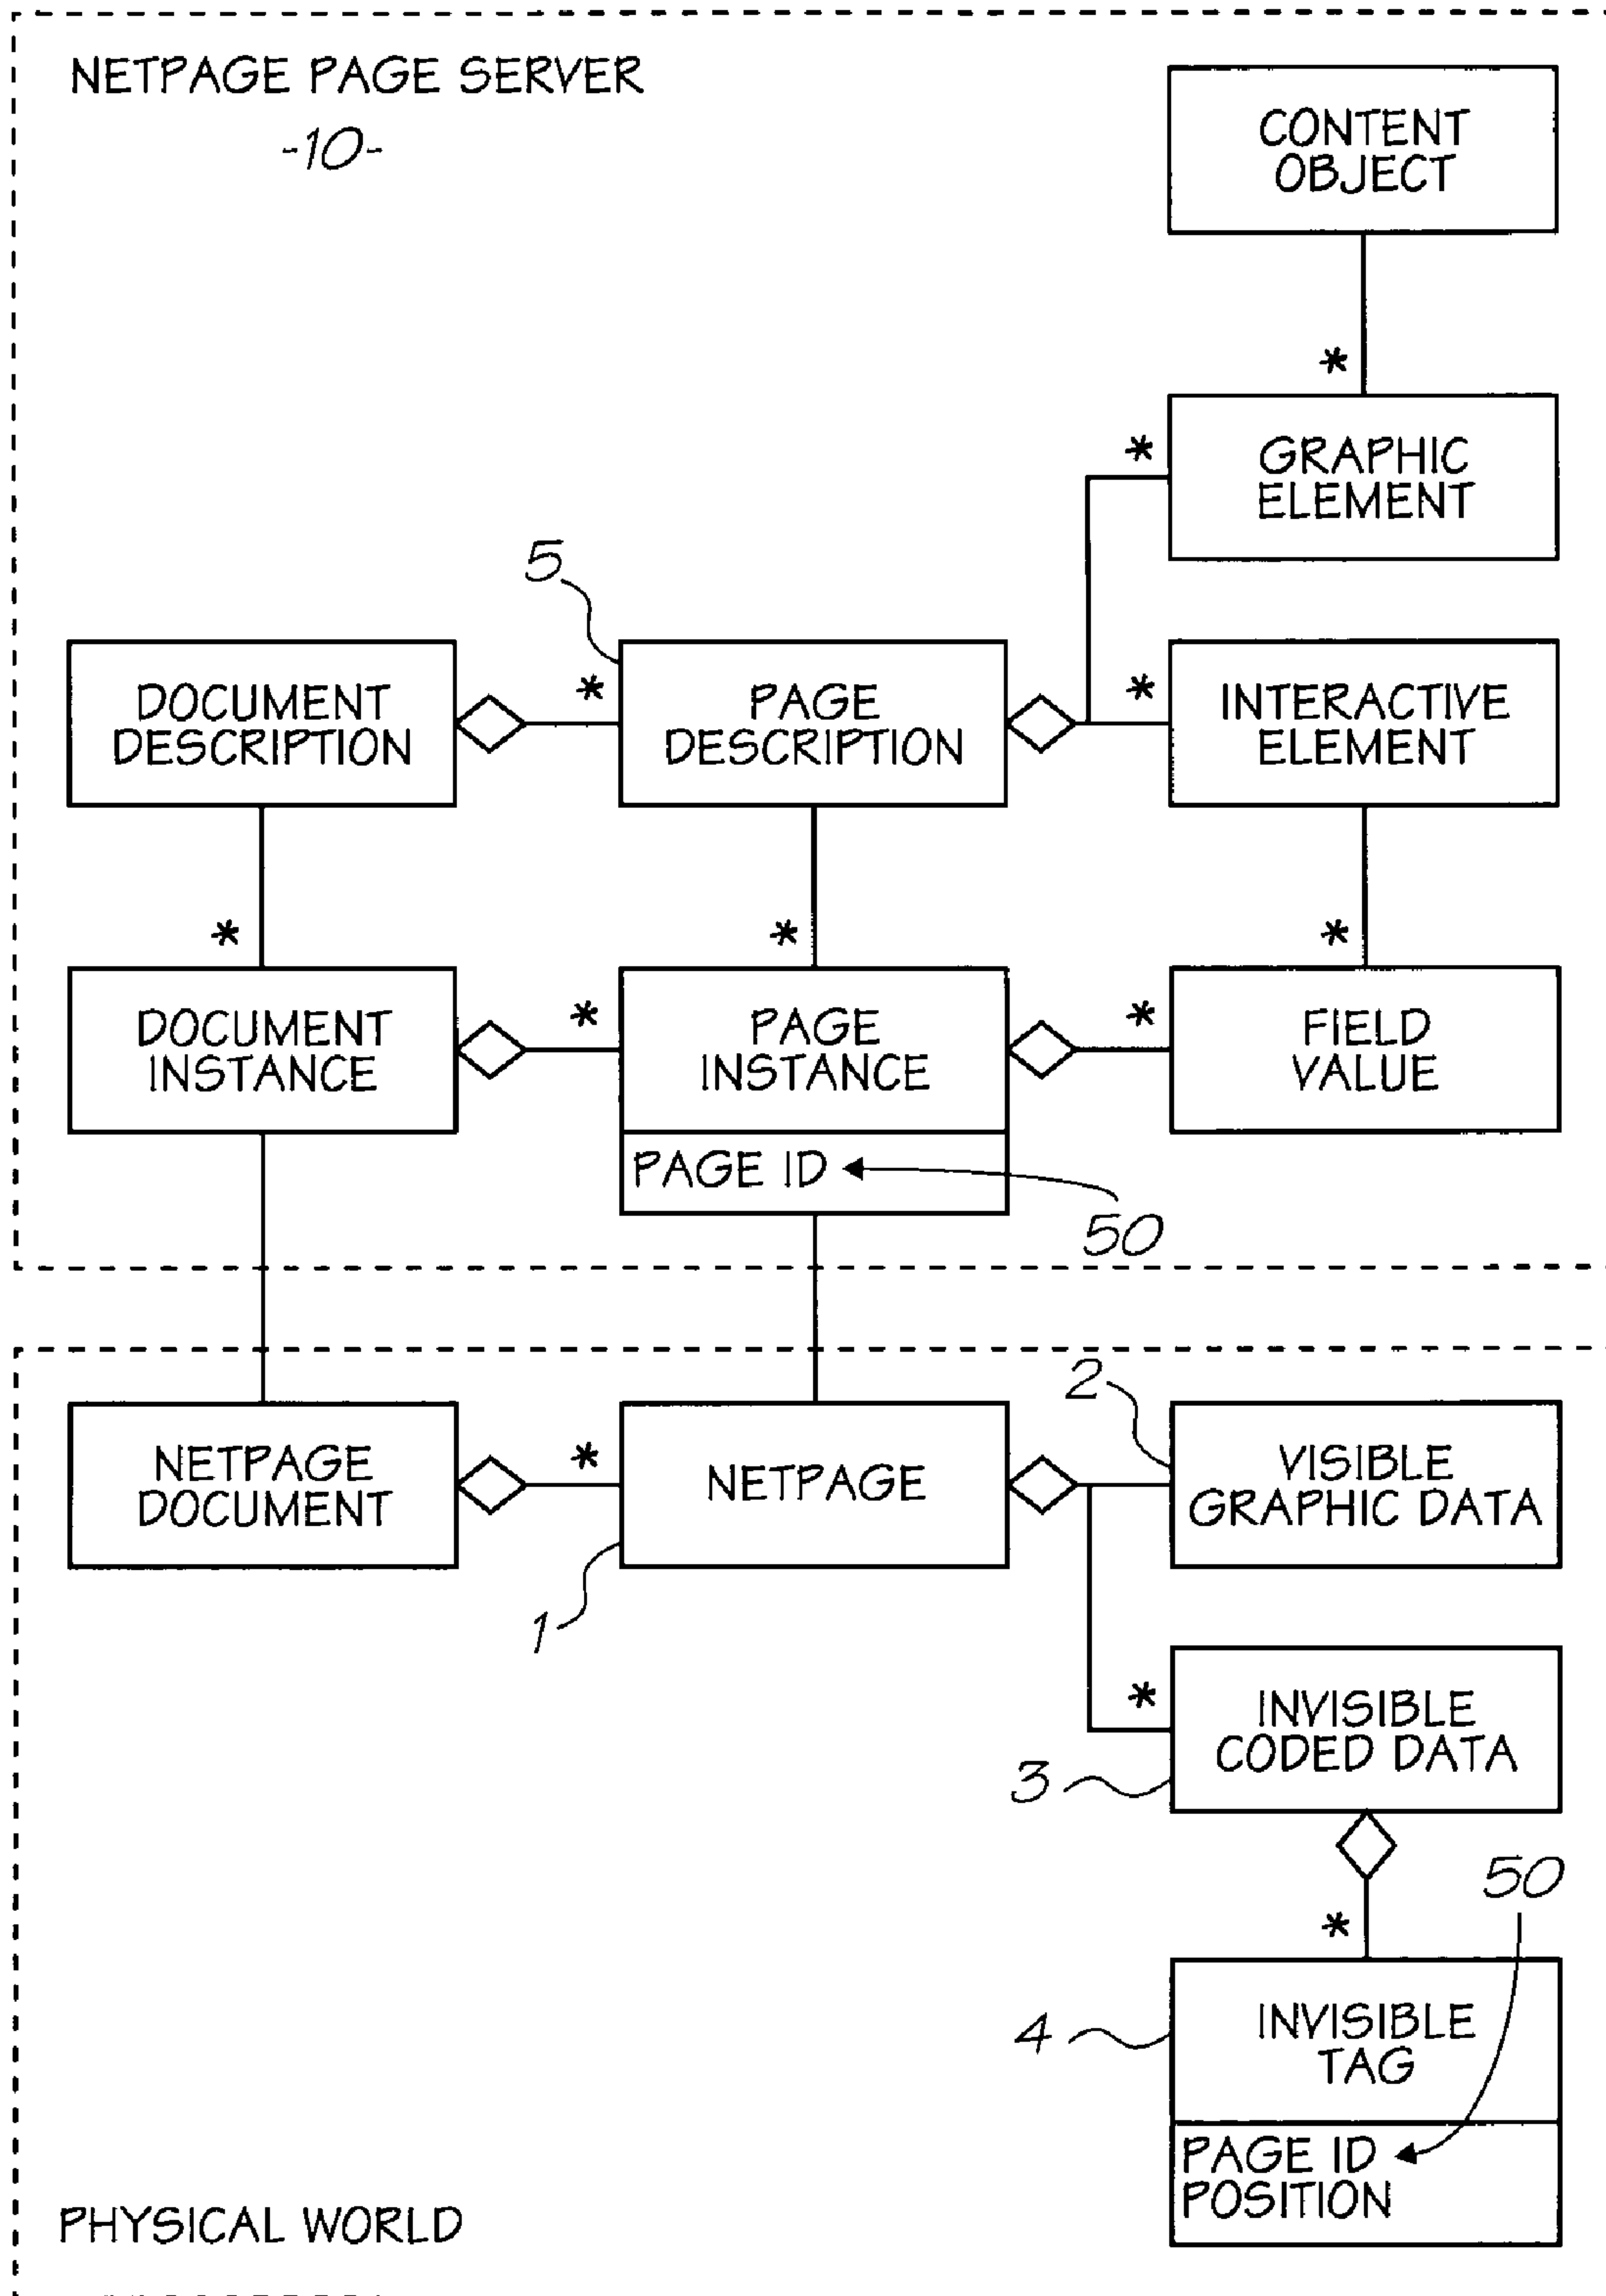 NETPAGE PAGE SERVER
-10-
CONTENT
OBJECT
*
*
GRAPHIC
ELEMENT
5
DOCUMENT
DESCRIPTION
*
PAGE
DESCRIPTION
*
INTERACTIVE
ELEMENT
*
*
*
DOCUMENT
INSTANCE
*
PAGE
INSTANCE
*
FIELD
VALUE
PAGE ID
50
2
NETPAGE
DOCUMENT
*
NETPAGE
VISIBLE
GRAPHIC DATA
1
*
INVISIBLE
CODED DATA
3
50
*
4
INVISIBLE
TAG
PAGE ID
POSITION
PHYSICAL WORLD